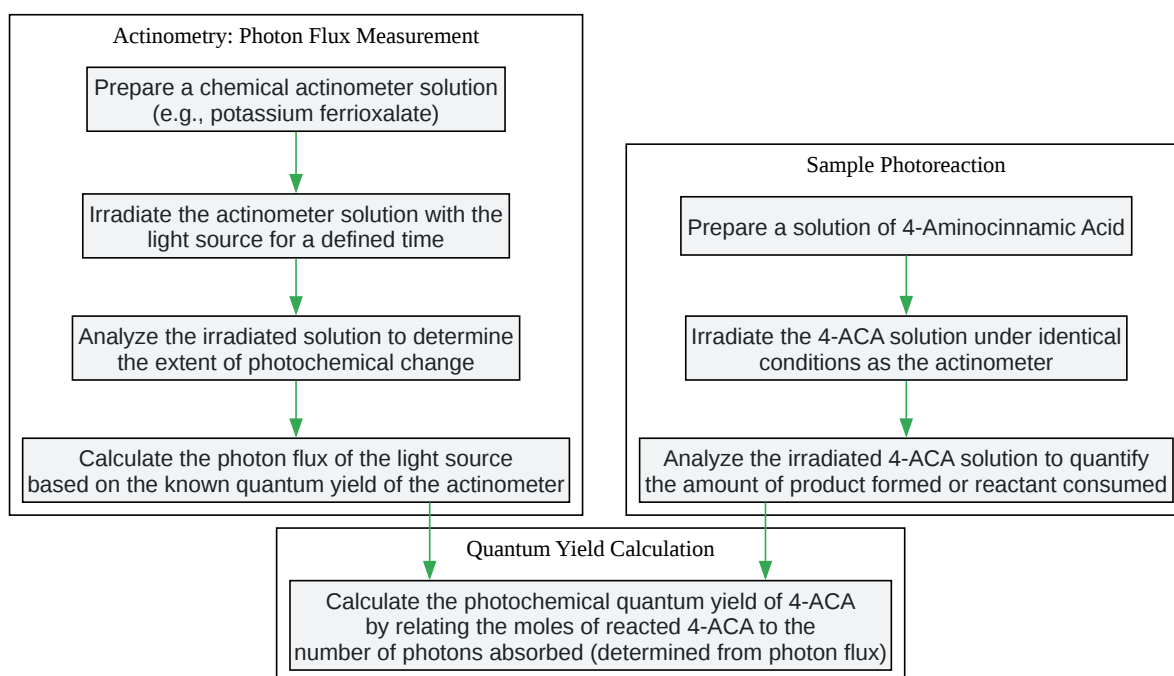 Actinometry: Photon Flux Measurement
Prepare a chemical actinometer solution
(e.g., potassium ferrioxalate)
Irradiate the actinometer solution with the
light source for a defined time
Analyze the irradiated solution to determine
the extent of photochemical change
Calculate the photon flux of the light source
based on the known quantum yield of the actinometer
Sample Photoreaction
Prepare a solution of 4-Aminocinnamic Acid
Irradiate the 4-ACA solution under identical
conditions as the actinometer
Analyze the irradiated 4-ACA solution to quantify
the amount of product formed or reactant consumed
Quantum Yield Calculation
Calculate the photochemical quantum yield of 4-ACA
by relating the moles of reacted 4-ACA to the
number of photons absorbed (determined from photon flux)